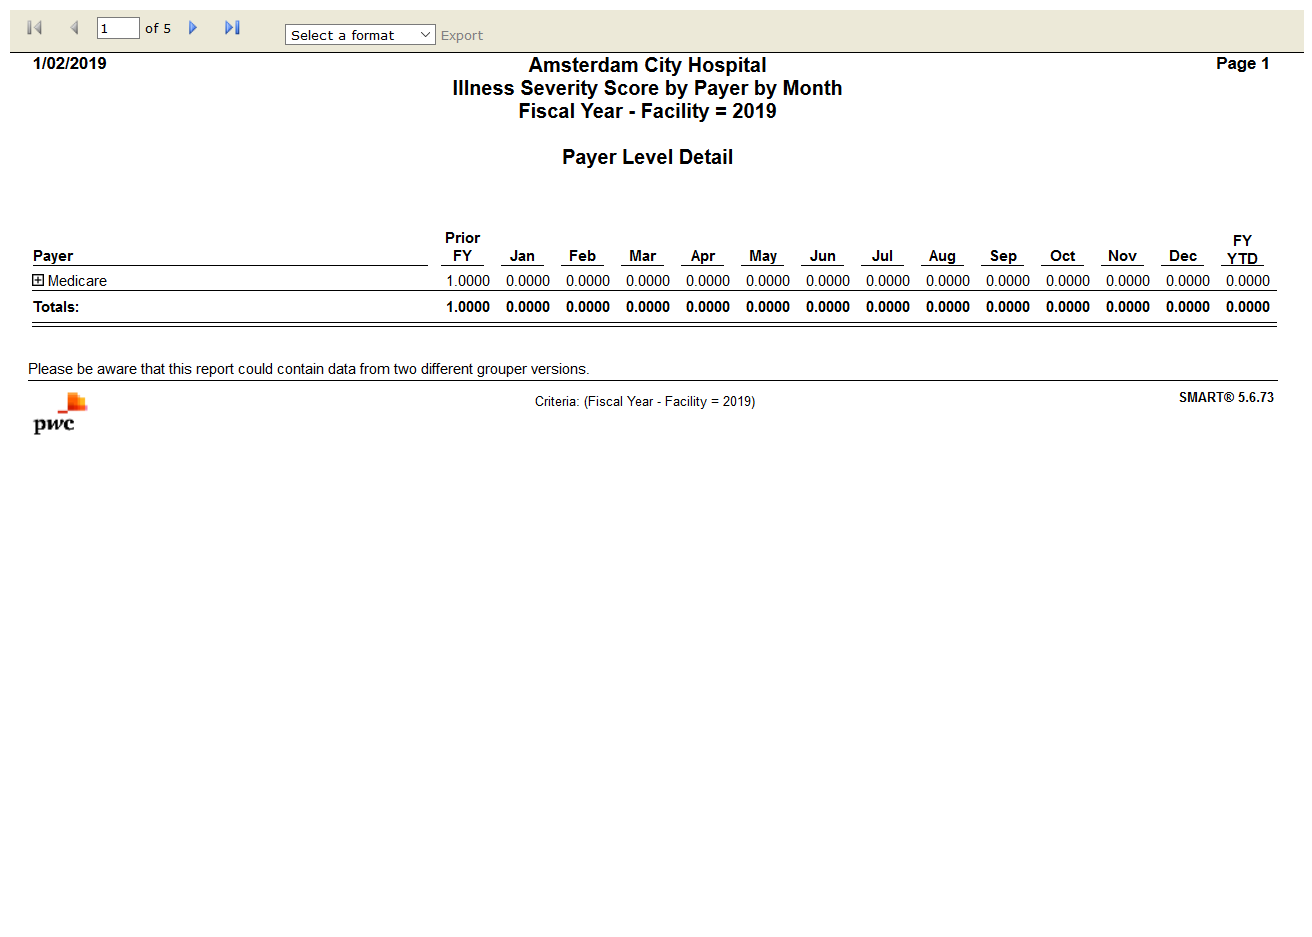 1 of 5 Select a format Export
1/02/2019 Amsterdam City Hospital Page 1
Illness Severity Score by Payer by Month
Fiscal Year - Facility = 2019
Payer Level Detail
Prior FY
Payer FY Jan Feb Mar Apr May Jun Jul Aug Sep Oct Nov Dec YTD
Medicare 1.0000 0.0000 0.0000 0.0000 0.0000 0.0000 0.0000 0.0000 0.0000 0.0000 0.0000 0.0000 0.0000 0.0000
Totals: 1.0000 0.0000 0.0000 0.0000 0.0000 0.0000 0.0000 0.0000 0.0000 0.0000 0.0000 0.0000 0.0000 0.0000
Please be aware that this report could contain data from two different grouper versions.
pwc Criteria: (Fiscal Year - Facility = 2019) SMART® 5.6.73